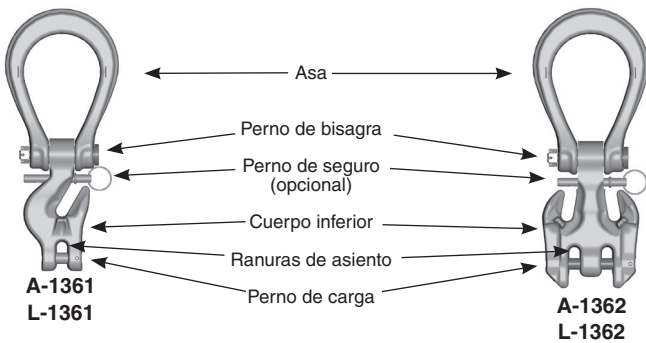 Asa
Perno de bisagra
Perno de seguro
(opcional)
Cuerpo inferior
Ranuras de asiento
Perno de carga
A-1361
L-1361
A-1362
L-1362